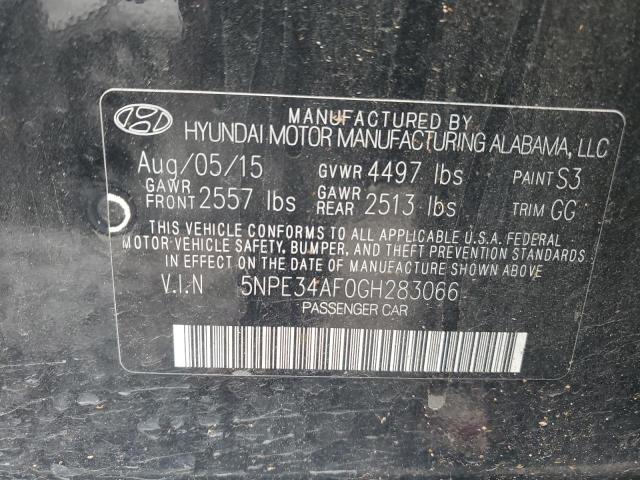 MANUFACTURED BY
HYUNDAI MOTOR MANUFACTURING ALABAMA, LLC
Aug/05/15 GVWR 4497 lbs PAINT S3
GAWR FRONT 2557 lbs GAWR REAR 2513 lbs TRIM GG
THIS VEHICLE CONFORMS TO ALL APPLICABLE U.S.A. FEDERAL
MOTOR-VEHICLE SAFETY, BUMPER, AND THEFT PREVENTION STANDARDS
IN EFFECT ON THE DATE OF MANUFACTURE SHOWN ABOVE.
V.I.N 5NPE34AF0GH283066
PASSENGER CAR